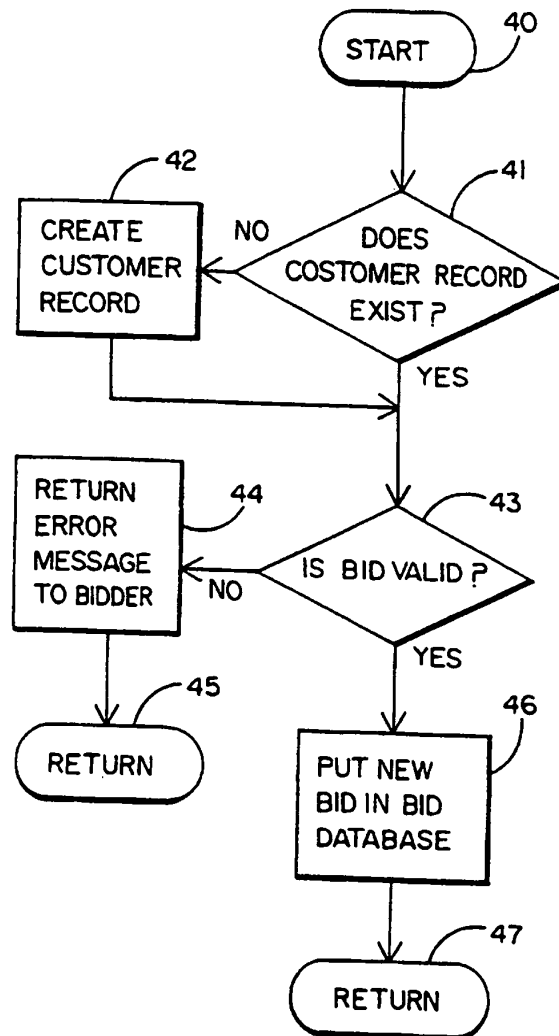 40
START
42
41
CREATE
CUSTOMER
RECORD
NO
DOES
COSTOMER RECORD
EXIST?
YES
RETURN
ERROR
MESSAGE
TO BIDDER
44
43
IS BID VALID?
NO
YES
45
RETURN
46
PUT NEW
BID IN BID
DATABASE
47
RETURN